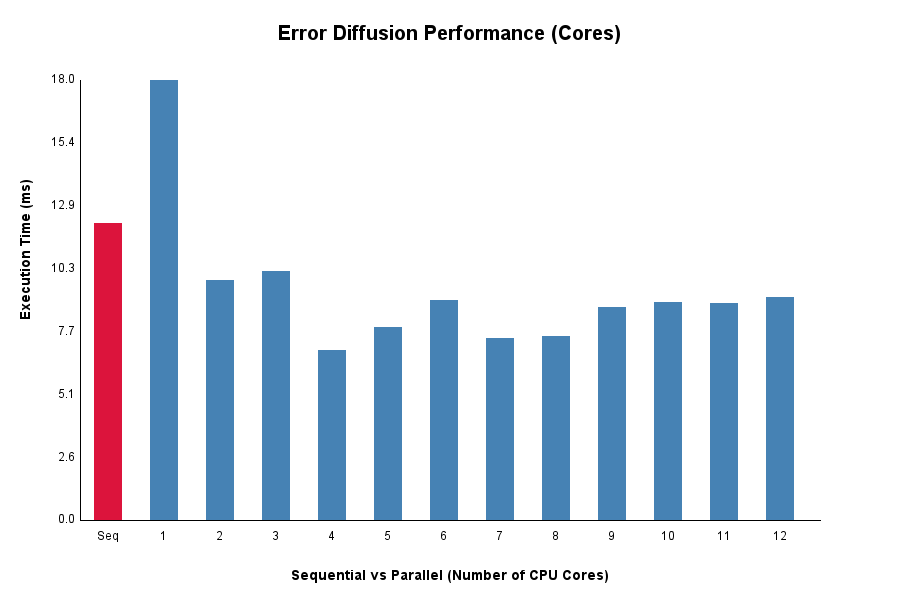 Error Diffusion Performance (Cores)
18.0
15.4
12.9
10.3
7.7
5.1
2.6
0.0
Execution Time (ms)
Seq 1 2 3 4 5 6 7 8 9 10 11 12
Sequential vs Parallel (Number of CPU Cores)